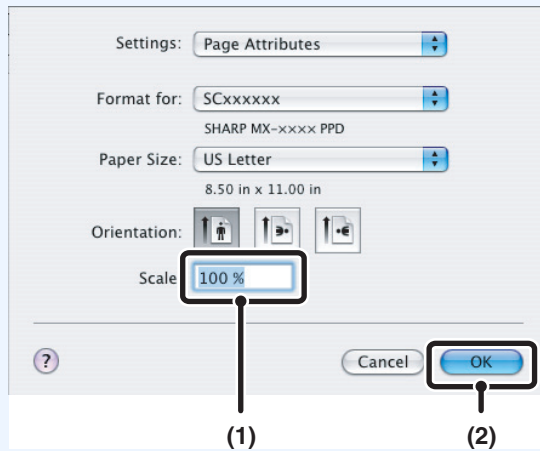 Settings: Page Attributes
Format for: SCxxxxxx
SHARP MX-×××× PPD
Paper Size: US Letter
8.50 in x 11.00 in
Orientation:
Scale 100 %
? Cancel OK
(1) (2)